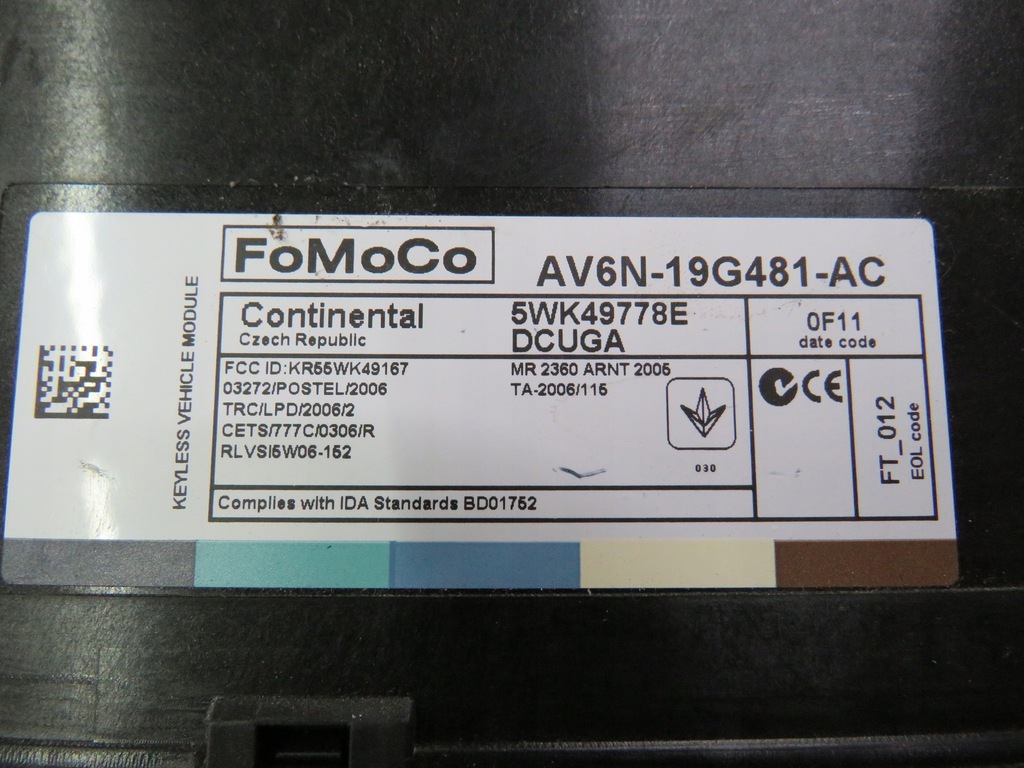 FoMoCo
AV6N-19G481-AC
KEYLESS VEHICLE MODULE
Continental
Czech Republic
5WK49778E
DCUGA
0F11
date code
FCC ID:KR55WK49167
03272/POSTEL/2006
TRC/LPD/2006/2
CETS/777C/0306/R
RLVSI5W06-152
MR 2360 ARNT 2005
TA-2006/115
030
CE
FT_012
EOL code
Complies with IDA Standards BD01752